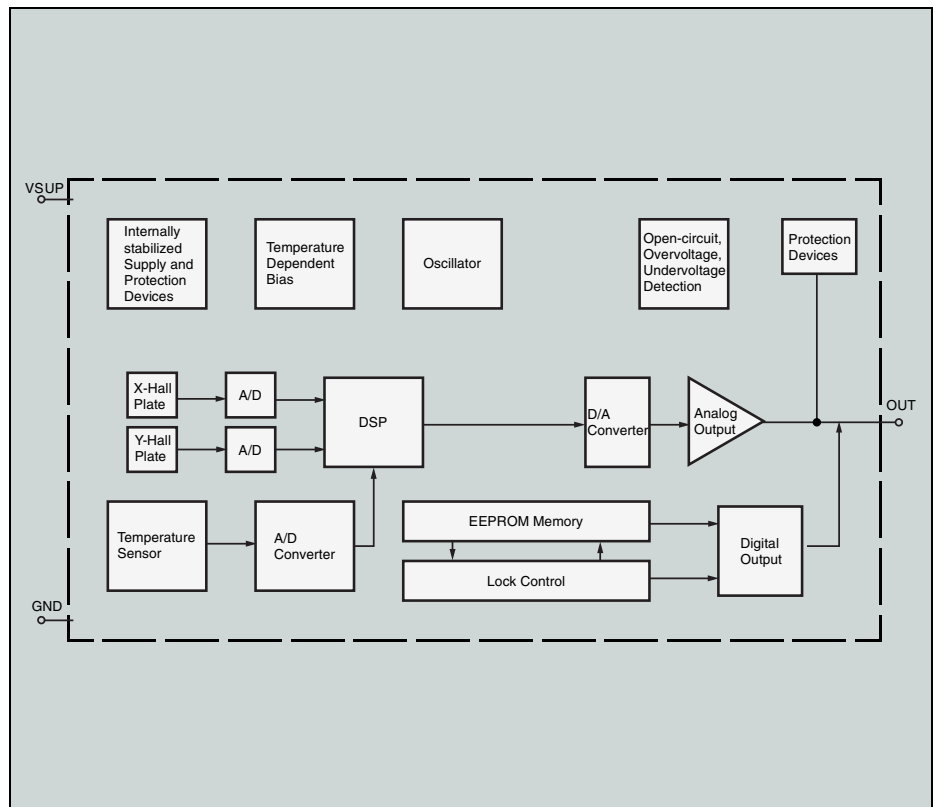 VSUP
Internally
stabilized
Supply and
Protection
Devices
Temperature
Dependent
Bias
Oscillator
Open-circuit,
Overvoltage,
Undervoltage
Detection
Protection
Devices
X-Hall
Plate
A/D
DSP
D/A
Converter
Analog
Output
OUT
Y-Hall
Plate
A/D
Temperature
Sensor
A/D
Converter
EEPROM Memory
Lock Control
Digital
Output
GND